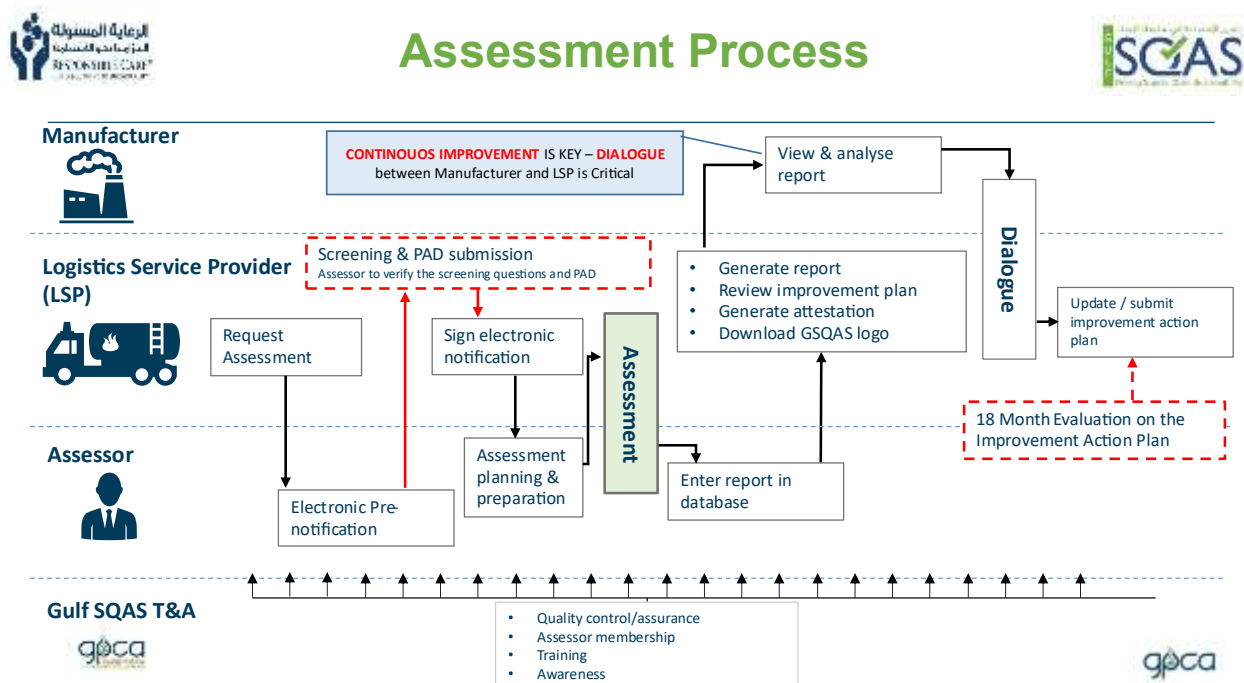 الرعاية المسئولة
RESPONSIBLE CARE®
Assessment Process
SQAS
Manufacturer
CONTINOUOS IMPROVEMENT IS KEY – DIALOGUE
between Manufacturer and LSP is Critical
View & analyse
report
Dialogue
Logistics Service Provider
(LSP)
Screening & PAD submission
Assessor to verify the screening questions and PAD
Request
Assessment
Sign electronic
notification
Assessment
• Generate report
• Review improvement plan
• Generate attestation
• Download GSQAS logo
Update / submit
improvement action
plan
18 Month Evaluation on the
Improvement Action Plan
Assessor
Electronic Pre-
notification
Assessment
planning &
preparation
Enter report in
database
Gulf SQAS T&A
• Quality control/assurance
• Assessor membership
• Training
• Awareness
gpca
gpca